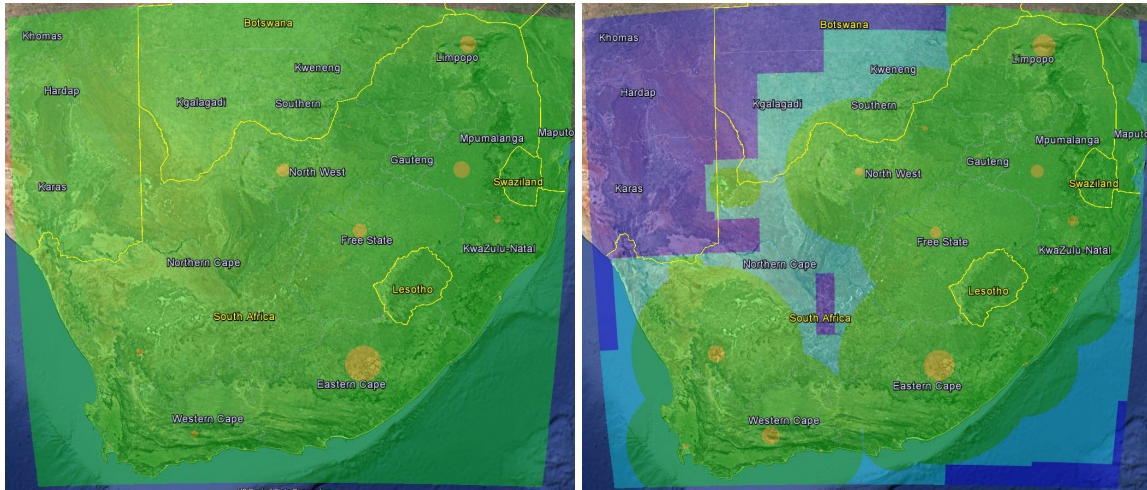 Botswana
Khomas
Limpopo
Kweneng
Hardap
Kgalagadi
Southern
Mpumalanga
Maputo
Gauteng
Karas
North West
Swaziland
Free State
KwaZulu-Natal
Northern Cape
Lesotho
South Africa
Eastern Cape
Western Cape
Botswana
Khomas
Limpopo
Kweneng
Hardap
Kgalagadi
Southern
Mpumalanga
Maputo
Gauteng
Karas
North West
Swaziland
Free State
KwaZulu-Natal
Northern Cape
Lesotho
South Africa
Eastern Cape
Western Cape